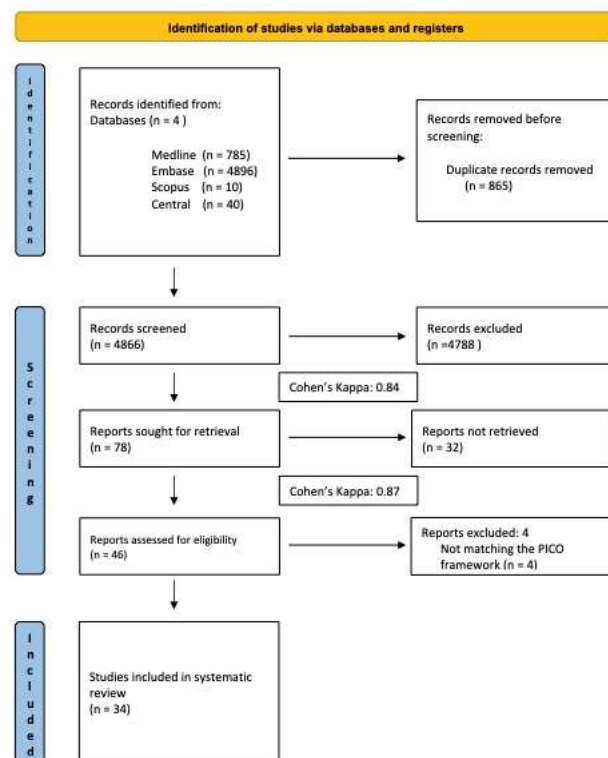 Identification of studies via databases and registers
Identification
Records identified from:
Databases (n = 4 )
Medline (n = 785)
Embase (n = 4896)
Scopus (n = 10)
Central (n = 40)
Records removed before
screening:
Duplicate records removed
(n = 865)
Screening
Records screened
(n = 4866)
Records excluded
(n =4788 )
Cohen's Kappa: 0.84
Reports sought for retrieval
(n = 78)
Reports not retrieved
(n = 32)
Cohen's Kappa: 0.87
Reports assessed for eligibility
(n = 46)
Reports excluded: 4
Not matching the PICO
framework (n = 4)
Included
Studies included in systematic
review
(n = 34)